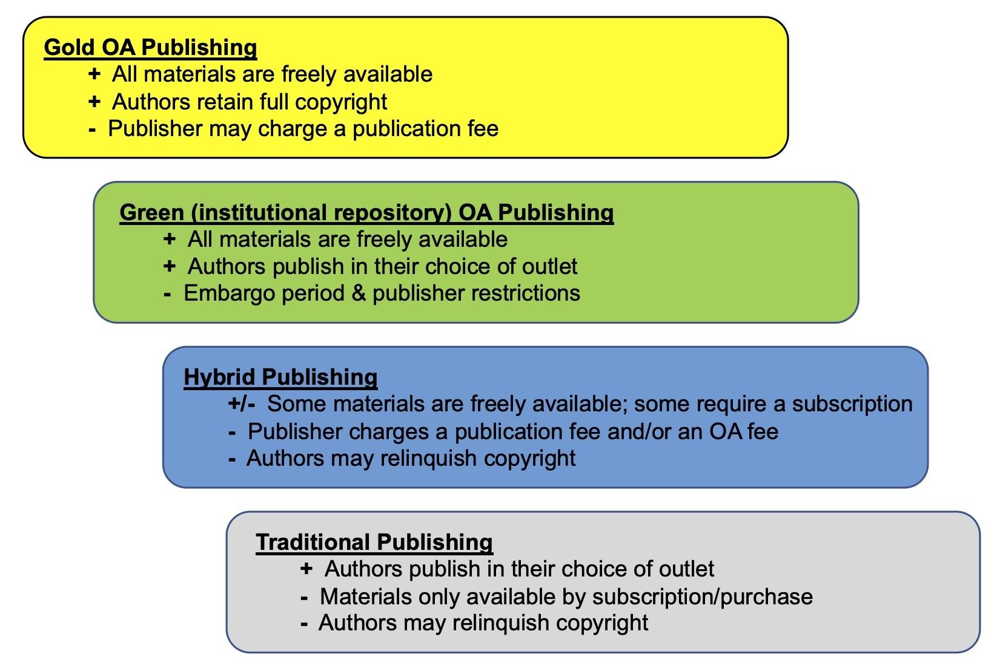 Gold OA Publishing
+ All materials are freely available
+ Authors retain full copyright
- Publisher may charge a publication fee
Green (institutional repository) OA Publishing
+ All materials are freely available
+ Authors publish in their choice of outlet
- Embargo period & publisher restrictions
Hybrid Publishing
+/- Some materials are freely available; some require a subscription
- Publisher charges a publication fee and/or an OA fee
- Authors may relinquish copyright
Traditional Publishing
+ Authors publish in their choice of outlet
- Materials only available by subscription/purchase
- Authors may relinquish copyright